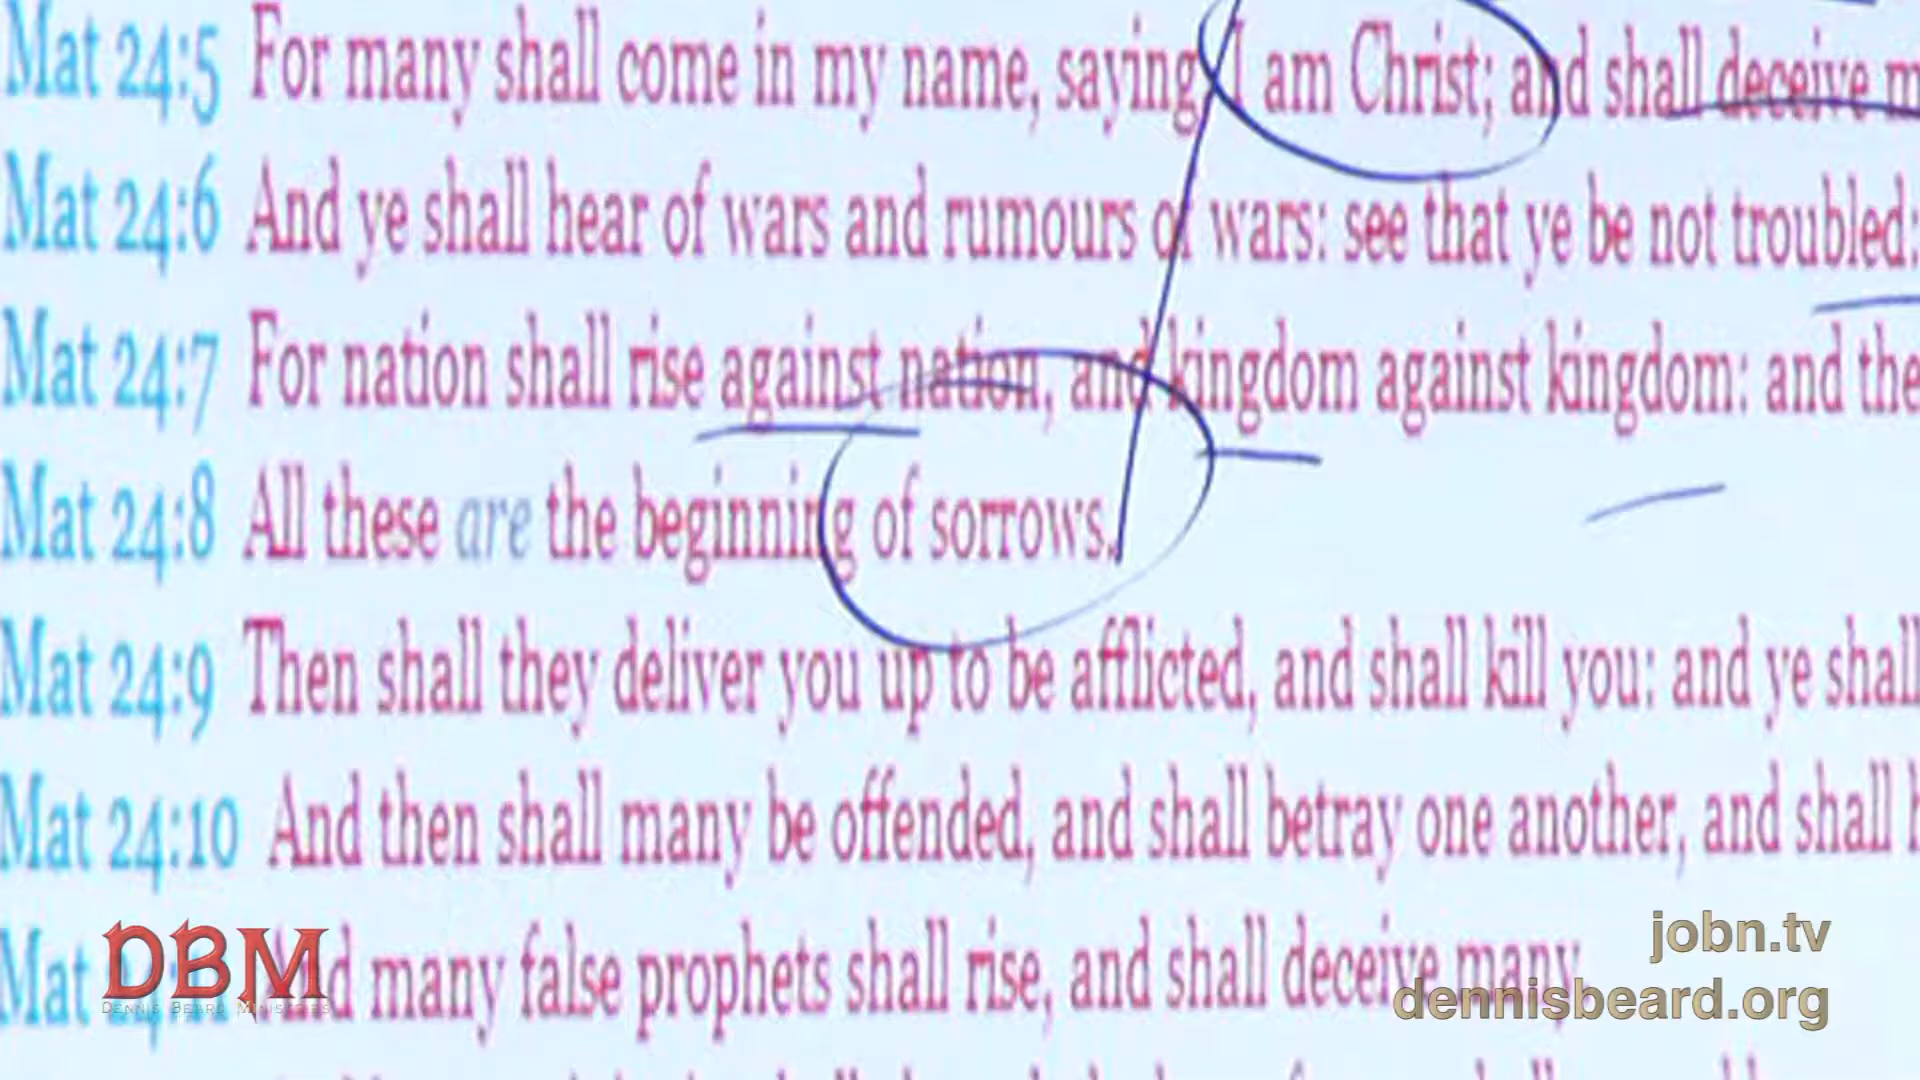 Mat 24:5 For many shall come in my name, saying, I am Christ; and shall deceive m
Mat 24:6 And ye shall hear of wars and rumours of wars: see that ye be not troubled:
Mat 24:7 For nation shall rise against nation, and kingdom against kingdom: and the
Mat 24:8 All these are the beginning of sorrows.
Mat 24:9 Then shall they deliver you up to be afflicted, and shall kill you: and ye shall
Mat 24:10 And then shall many be offended, and shall betray one another, and shall h
Mat And many false prophets shall rise, and shall deceive many.
DBM
DENNIS BEARD MINISTRIES
jobn.tv
dennisbeard.org